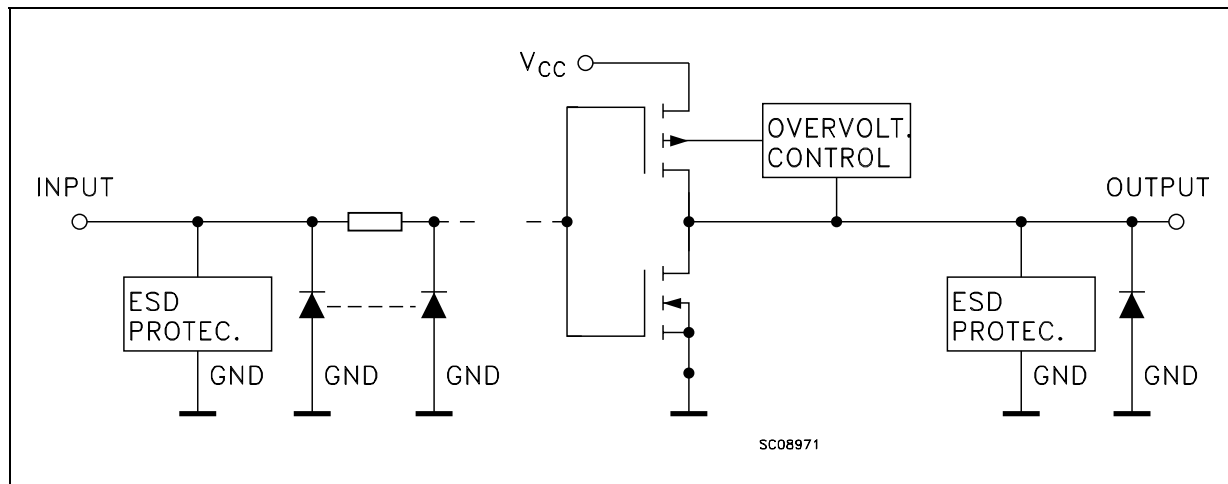 VCC
OVERVOLT.
CONTROL
INPUT
OUTPUT
ESD
PROTEC.
ESD
PROTEC.
GND
GND
GND
GND
GND
SC08971